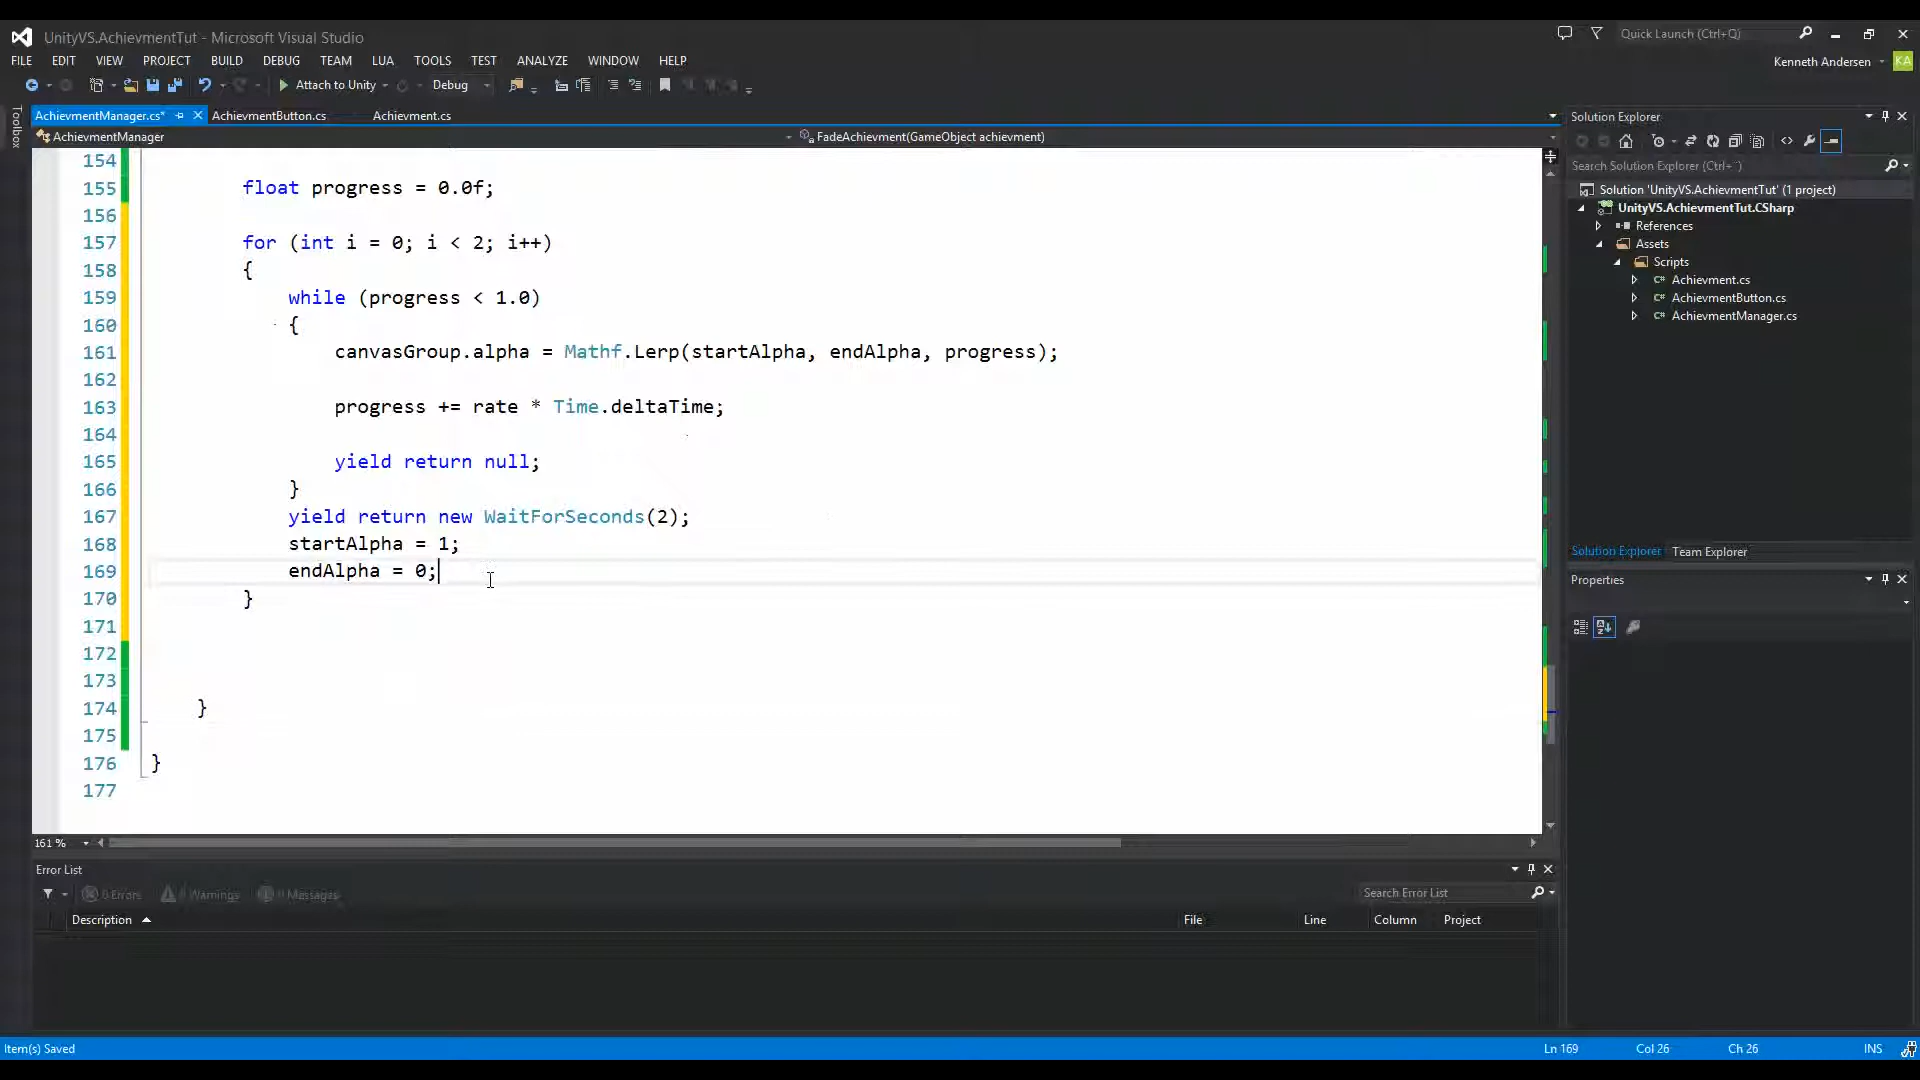 UnityVS.AchievmentTut - Microsoft Visual Studio
Quick Launch (Ctrl+Q)
FILE EDIT VIEW PROJECT BUILD DEBUG TEAM LUA TOOLS TEST ANALYZE WINDOW HELP
Kenneth Andersen KA
Attach to Unity Debug
Toolbox
AchievmentManager.cs* AchievmentButton.cs Achievment.cs
AchievmentManager FadeAchievment(GameObject achievment)
154
155 float progress = 0.0f;
156
157 for (int i = 0; i < 2; i++)
158 {
159 while (progress < 1.0)
160 {
161 canvasGroup.alpha = Mathf.Lerp(startAlpha, endAlpha, progress);
162
163 progress += rate * Time.deltaTime;
164
165 yield return null;
166 }
167 yield return new WaitForSeconds(2);
168 startAlpha = 1;
169 endAlpha = 0;
170 }
171
172
173
174 }
175
176 }
177
161 %
Solution Explorer
Search Solution Explorer (Ctrl+ )
Solution 'UnityVS.AchievmentTut' (1 project)
UnityVS.AchievmentTut.CSharp
References
Assets
Scripts
C# Achievment.cs
C# AchievmentButton.cs
C# AchievmentManager.cs
Solution Explorer Team Explorer
Properties
Error List
0 Errors 0 Warnings 0 Messages
Search Error List
Description File Line Column Project
Item(s) Saved Ln 169 Col 26 Ch 26 INS